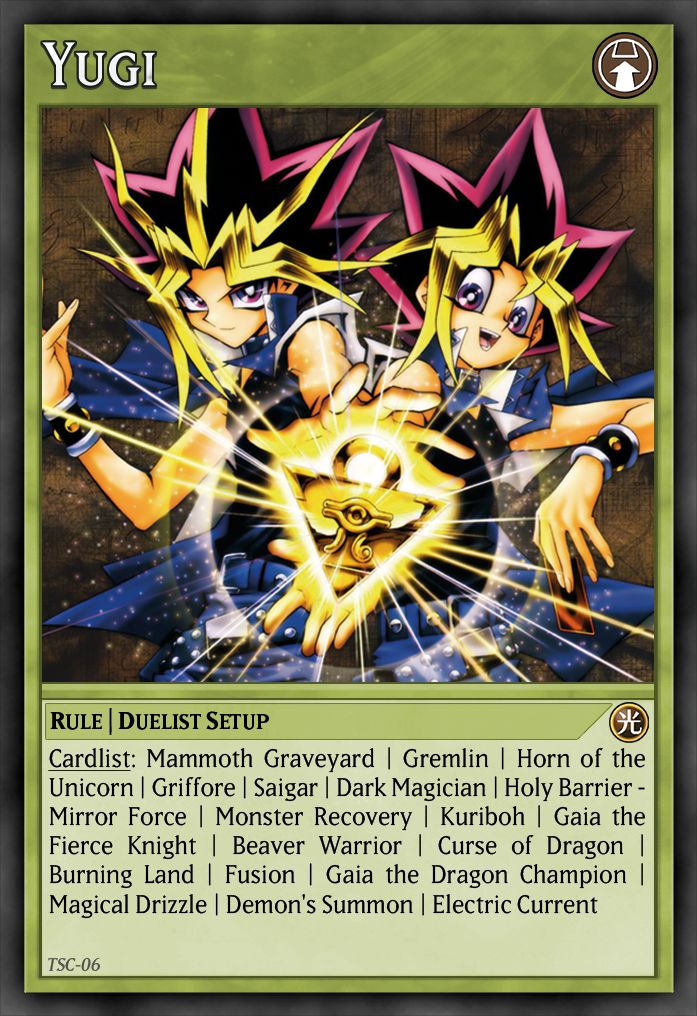 Yugi
Rule | Duelist Setup
光
Cardlist: Mammoth Graveyard | Gremlin | Horn of the
Unicorn | Griffore | Saigar | Dark Magician | Holy Barrier -
Mirror Force | Monster Recovery | Kuriboh | Gaia the
Fierce Knight | Beaver Warrior | Curse of Dragon |
Burning Land | Fusion | Gaia the Dragon Champion |
Magical Drizzle | Demon's Summon | Electric Current
TSC-06